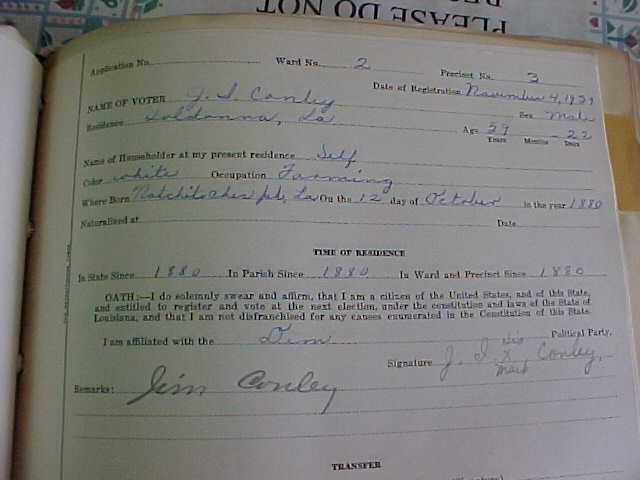 PLEASE DO NOT
Application No. Ward No. 2 Precinct No. 3
Date of Registration November 4, 1939
NAME OF VOTER J. I. Conley Sex Male
Residence Goldonna, La Age 59 22
Years Months Days
Name of Householder at my present residence Self
Color white Occupation Farming
Where Born Natchitoches ph, La On the 12 day of October in the year 1880
Naturalized at Date
TIME OF RESIDENCE
In State Since 1880 In Parish Since 1880 In Ward and Precinct Since 1880
OATH:—I do solemnly swear and affirm, that I am a citizen of the United States, and of this State,
and entitled to register and vote at the next election, under the constitution and laws of the State of
Louisiana, and that I am not disfranchised for any causes enumerated in the Constitution of this State.
I am affiliated with the Dem Political Party.
his
Signature J. I. X Conley,
mark
Remarks: Jim Conley
TRANSFER